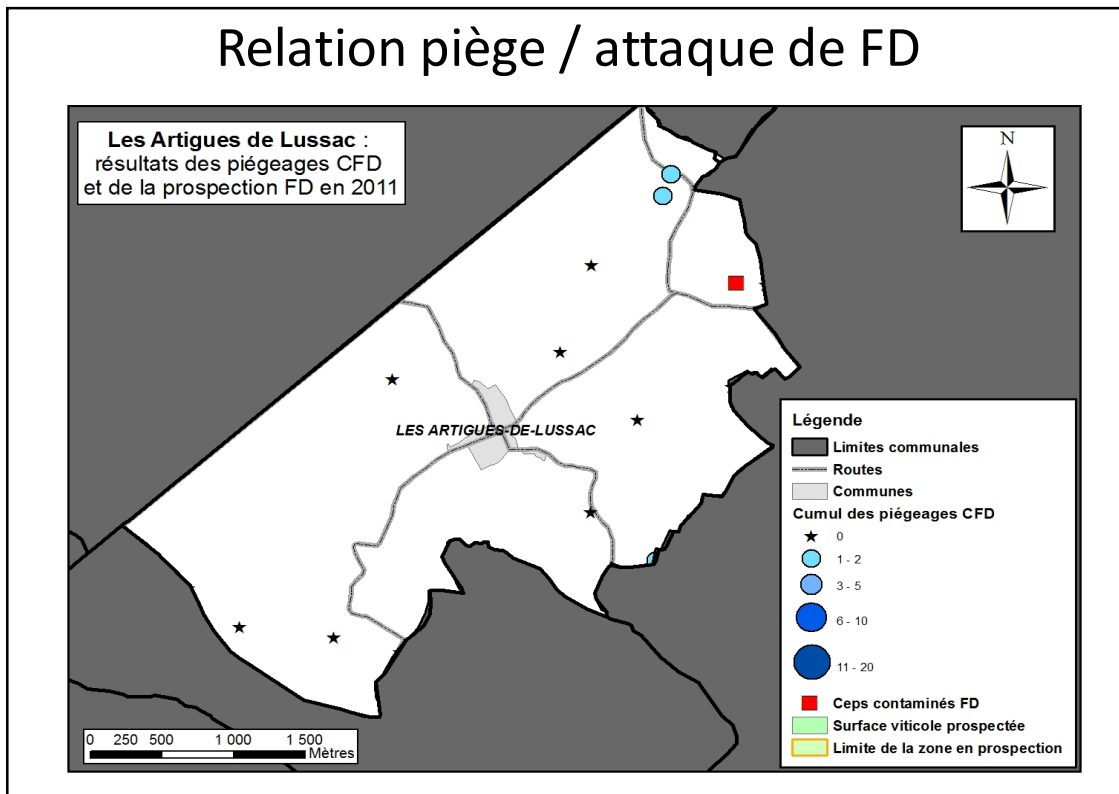 Relation piège / attaque de FD
Les Artigues de Lussac :
résultats des piégeages CFD
et de la prospection FD en 2011
N
LES ARTIGUES-DE-LUSSAC
Légende
Limites communales
Routes
Communes
Cumul des piégeages CFD
0
1 - 2
3 - 5
6 - 10
11 - 20
Ceps contaminés FD
Surface viticole prospectée
Limite de la zone en prospection
0 250 500 1 000 1 500
Mètres